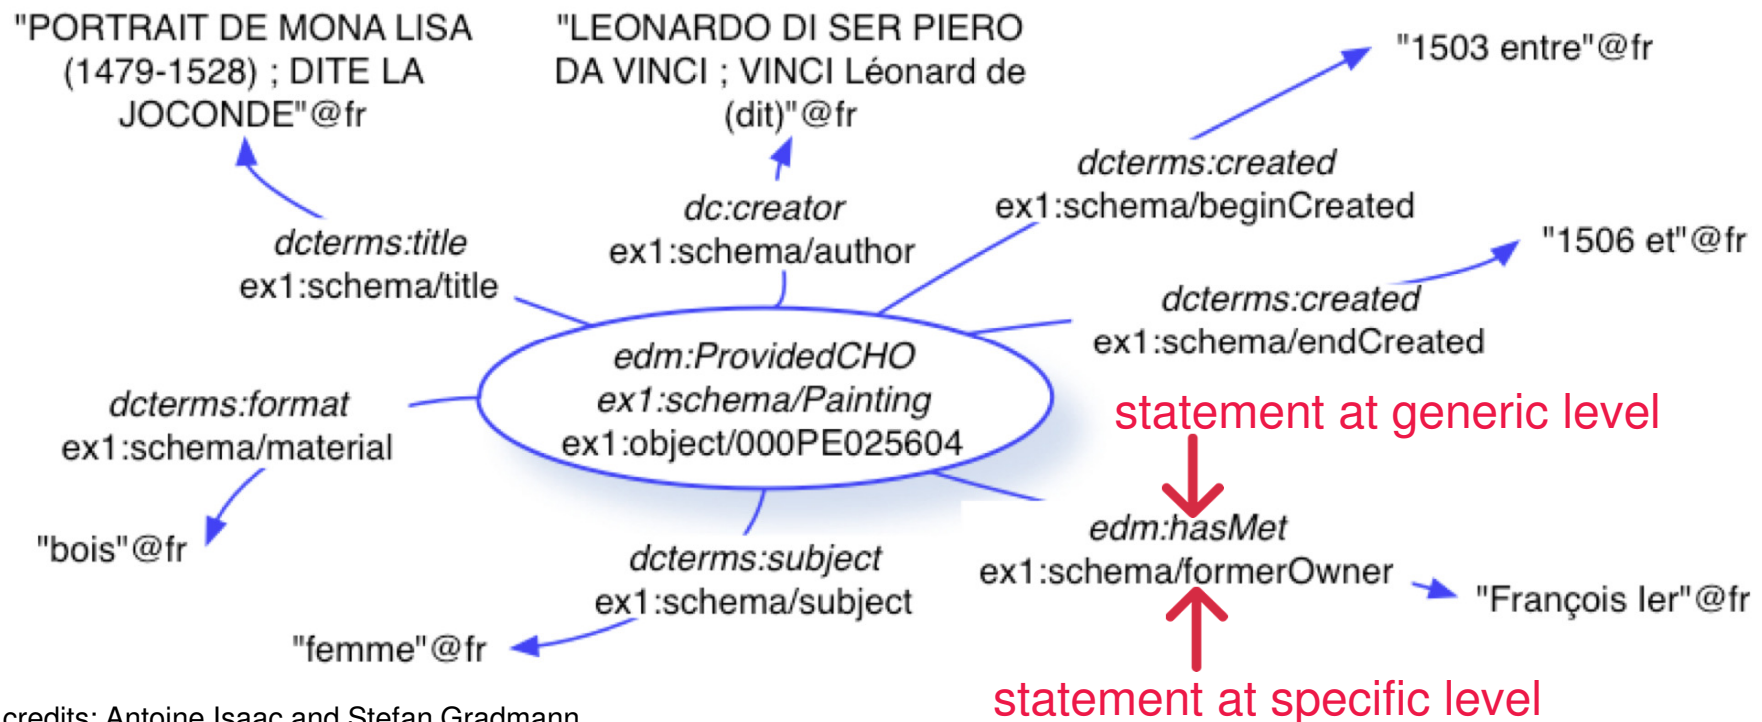 "PORTRAIT DE MONA LISA
(1479-1528) ; DITE LA
JOCONDE"@fr
"LEONARDO DI SER PIERO
DA VINCI ; VINCI Léonard de
(dit)"@fr
"1503 entre"@fr
dcterms:created
ex1:schema/beginCreated
dc:creator
ex1:schema/author
dcterms:title
ex1:schema/title
"1506 et"@fr
dcterms:created
ex1:schema/endCreated
edm:ProvidedCHO
ex1:schema/Painting
ex1:object/000PE025604
dcterms:format
ex1:schema/material
statement at generic level
"bois"@fr
edm:hasMet
ex1:schema/formerOwner
"François Ier"@fr
dcterms:subject
ex1:schema/subject
"femme"@fr
statement at specific level
credits: Antoine Isaac and Stefan Gradmann